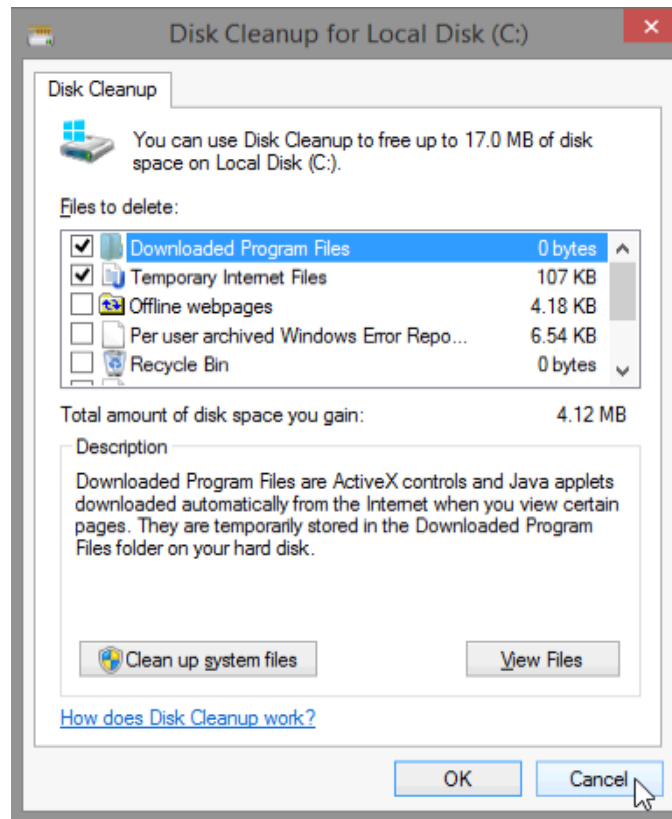 Disk Cleanup for Local Disk (C:)
Disk Cleanup
You can use Disk Cleanup to free up to 17.0 MB of disk
space on Local Disk (C:).
Files to delete:
Downloaded Program Files 0 bytes
Temporary Internet Files 107 KB
Offline webpages 4.18 KB
Per user archived Windows Error Repo... 6.54 KB
Recycle Bin 0 bytes
Total amount of disk space you gain: 4.12 MB
Description
Downloaded Program Files are ActiveX controls and Java applets
downloaded automatically from the Internet when you view certain
pages. They are temporarily stored in the Downloaded Program
Files folder on your hard disk.
Clean up system files View Files
How does Disk Cleanup work?
OK Cancel